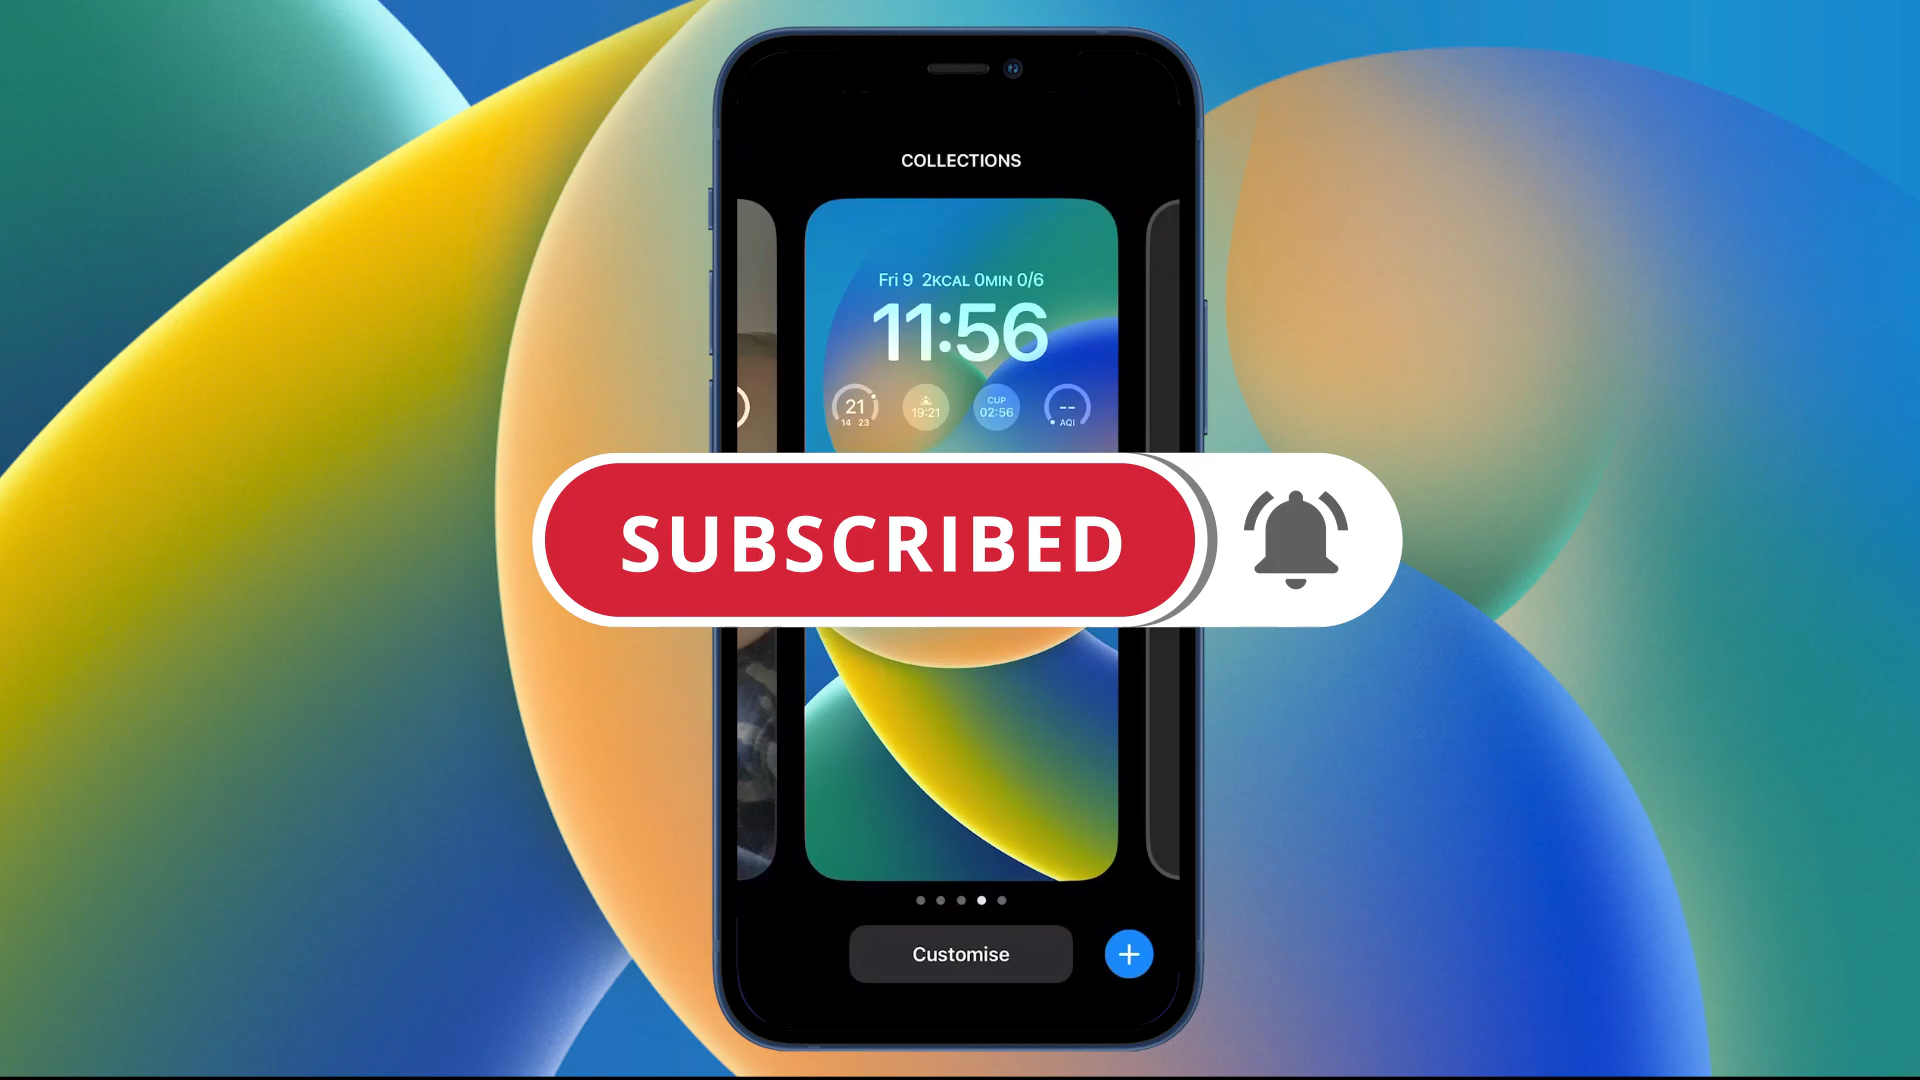 COLLECTIONS
Fri 9 2KCAL 0MIN 0/6
11:56
21
14 23
19:21
CUP
02:56
--
AQI
SUBSCRIBED
Customise